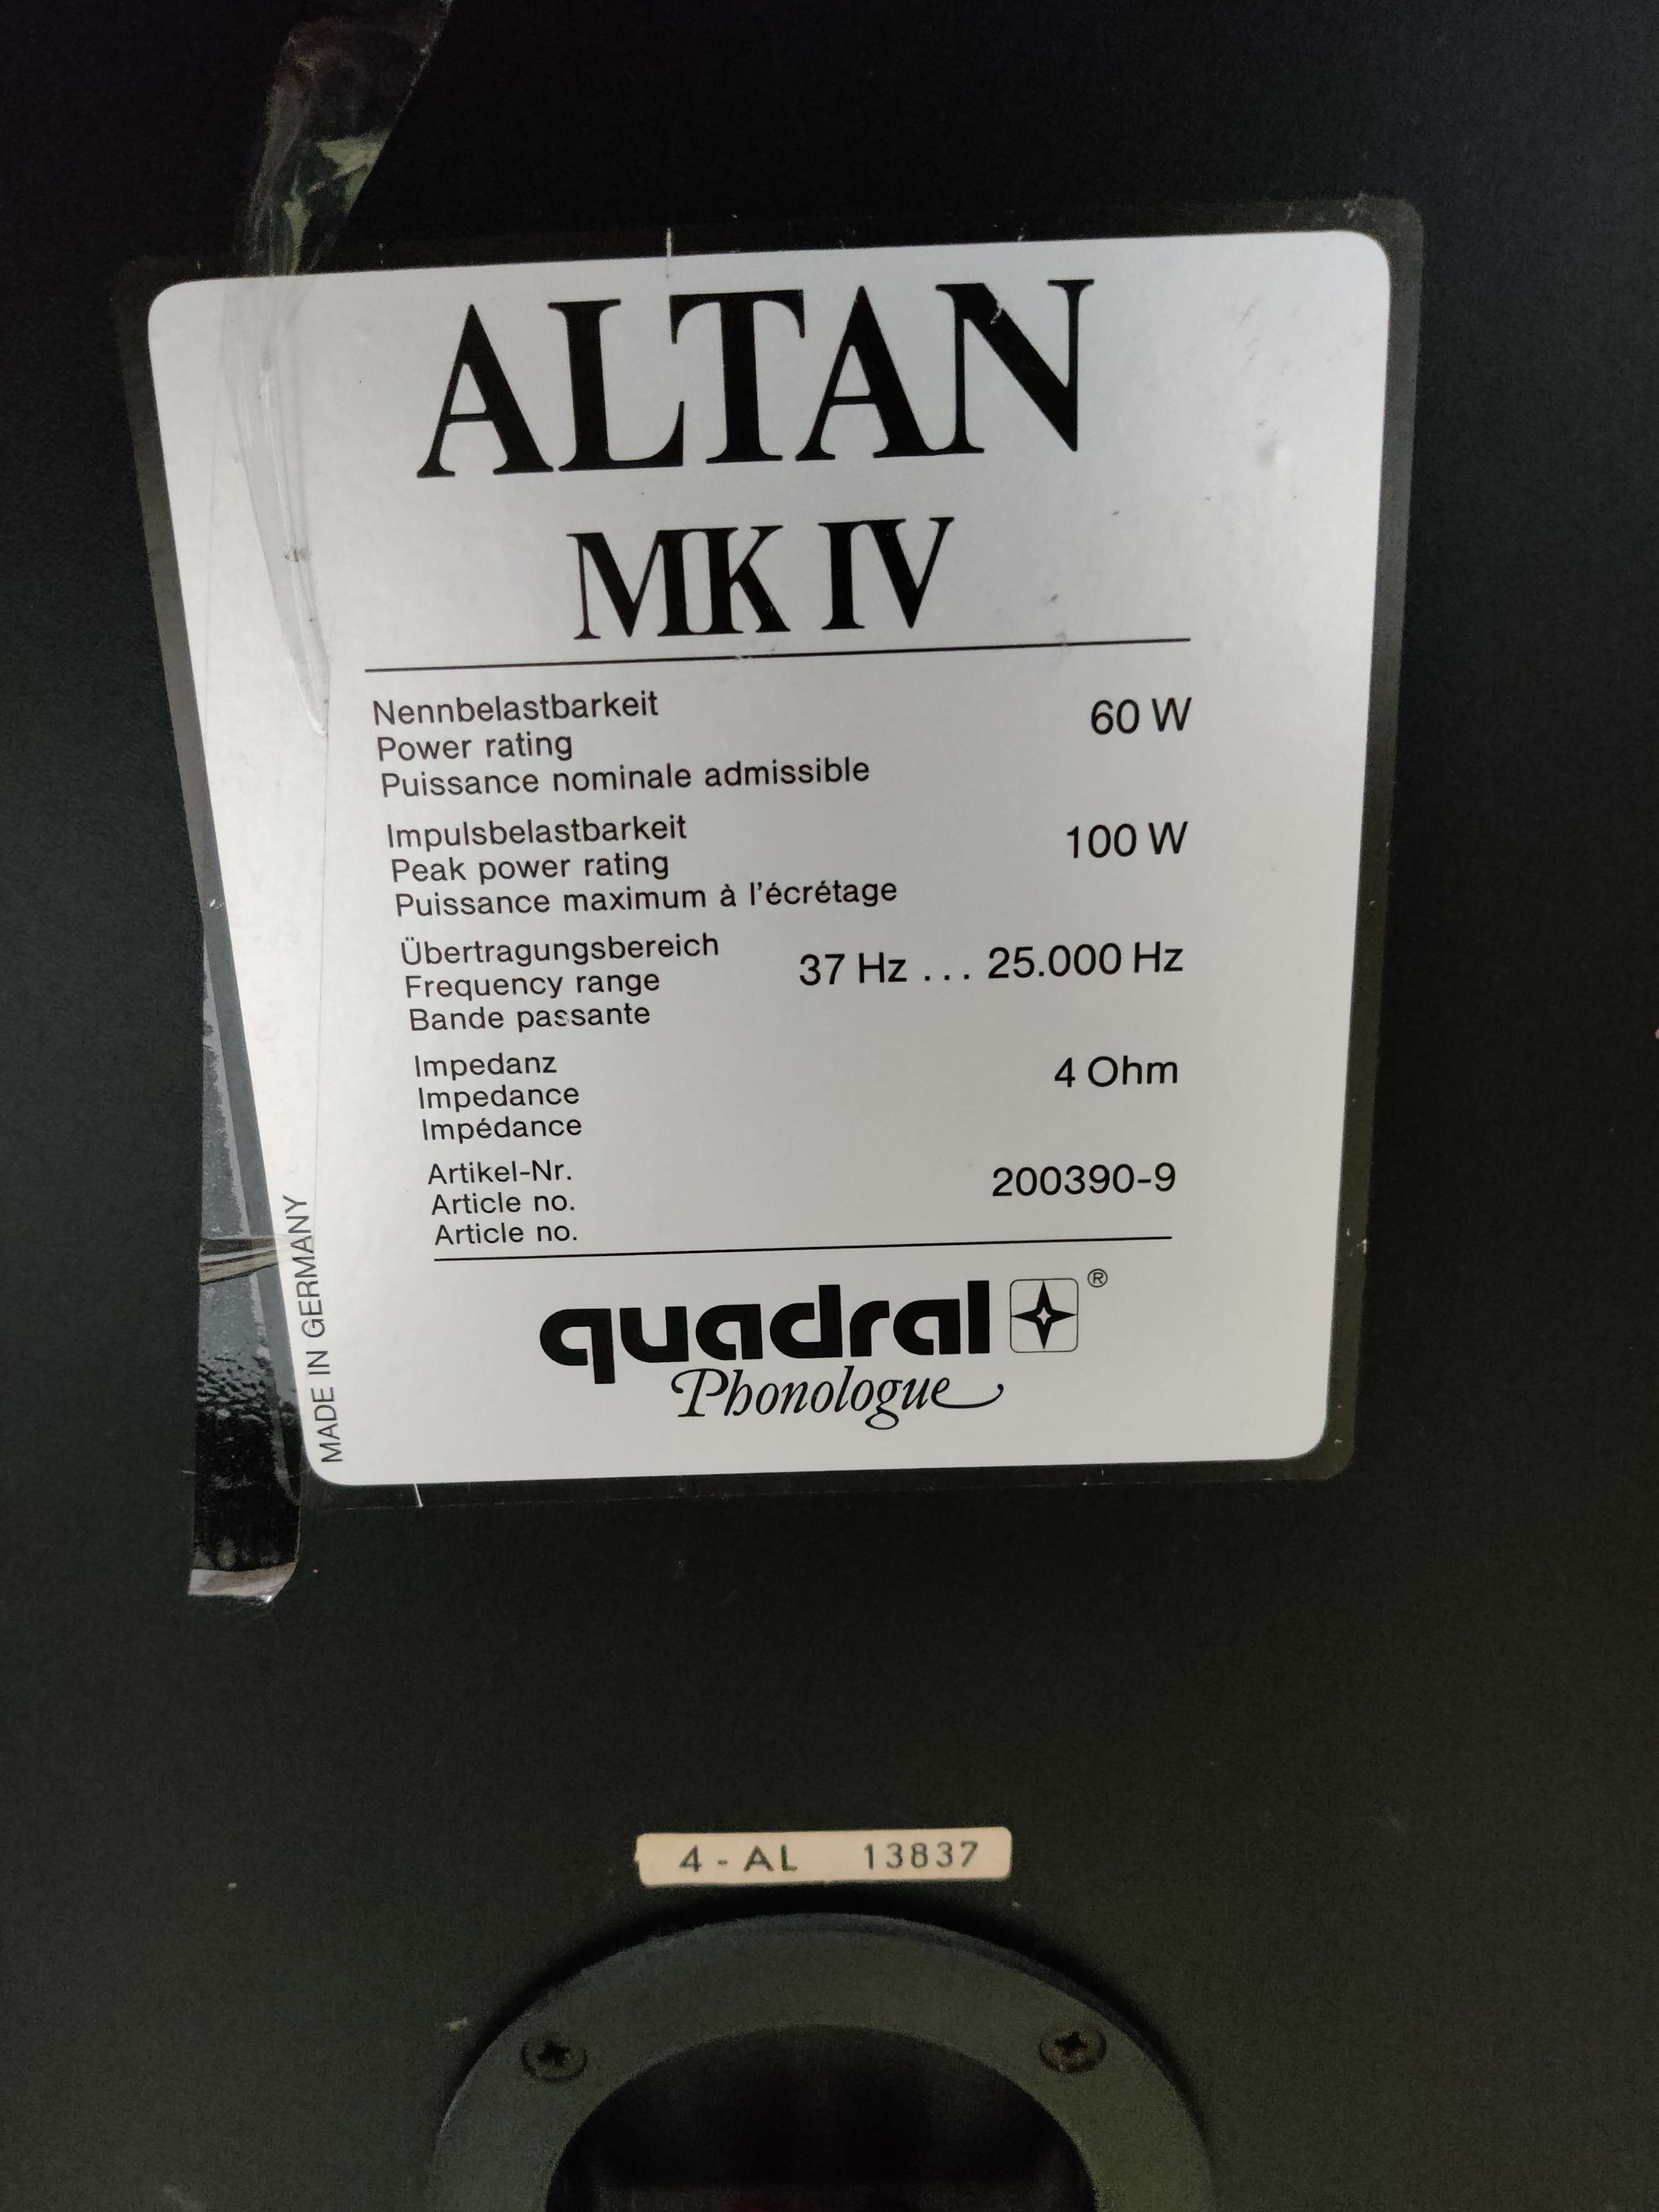 ALTAN
MK IV
Nennbelastbarkeit
Power rating
Puissance nominale admissible
60 W
Impulsbelastbarkeit
Peak power rating
Puissance maximum à l'écrétage
100 W
Übertragungsbereich
Frequency range
Bande passante
37 Hz ... 25.000 Hz
Impedanz
Impedance
Impédance
4 Ohm
Artikel-Nr.
Article no.
Article no.
200390-9
MADE IN GERMANY
quadral ®
Phonologue
4 - AL 13837